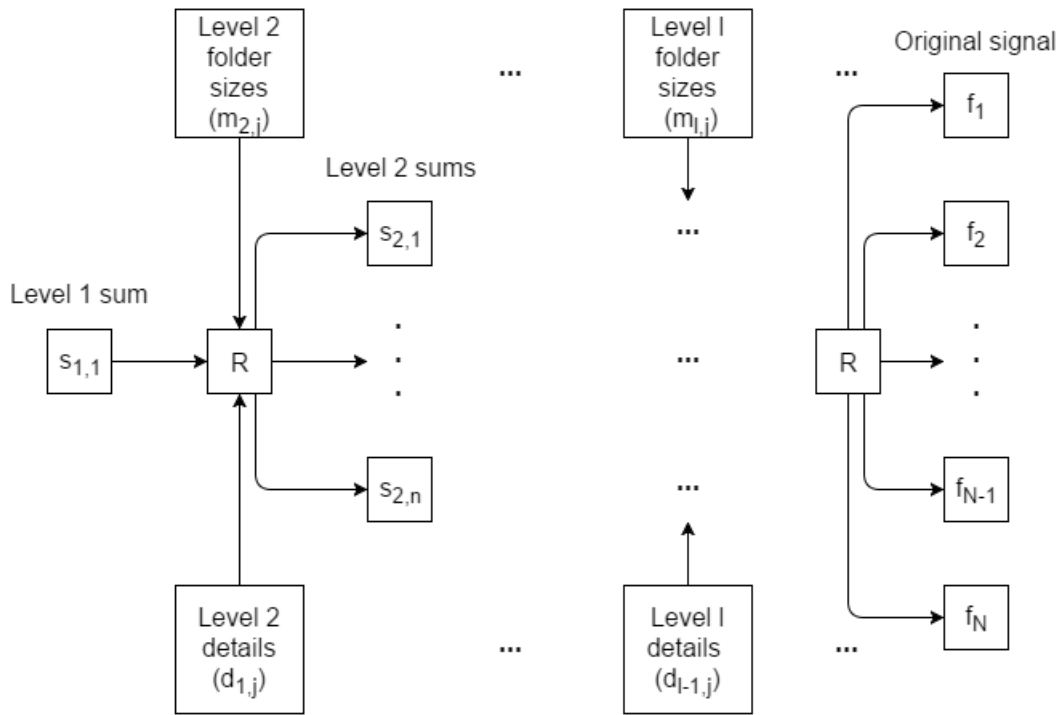 Level 2
folder
sizes
(m2,j)
...
Level l
folder
sizes
(ml,j)
...
Original signal
f1
Level 2 sums
s2,1
...
f2
Level 1 sum
s1,1
R
.
.
.
...
R
.
.
.
s2,n
...
fN-1
Level 2
details
(d1,j)
...
Level l
details
(dl-1,j)
...
fN